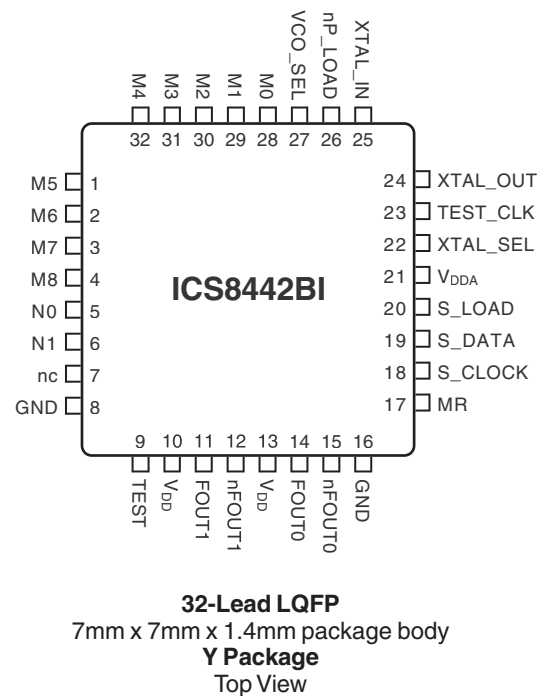 M4 M3 M2 M1 M0 VCO_SEL nP_LOAD XTAL_IN
32 31 30 29 28 27 26 25
M5 1
M6 2
M7 3
M8 4
N0 5
N1 6
nc 7
GND 8
ICS8442BI
24 XTAL_OUT
23 TEST_CLK
22 XTAL_SEL
21 VDDA
20 S_LOAD
19 S_DATA
18 S_CLOCK
17 MR
9 10 11 12 13 14 15 16
TEST VDD FOUT1 nFOUT1 VDD FOUT0 nFOUT0 GND
32-Lead LQFP
7mm x 7mm x 1.4mm package body
Y Package
Top View